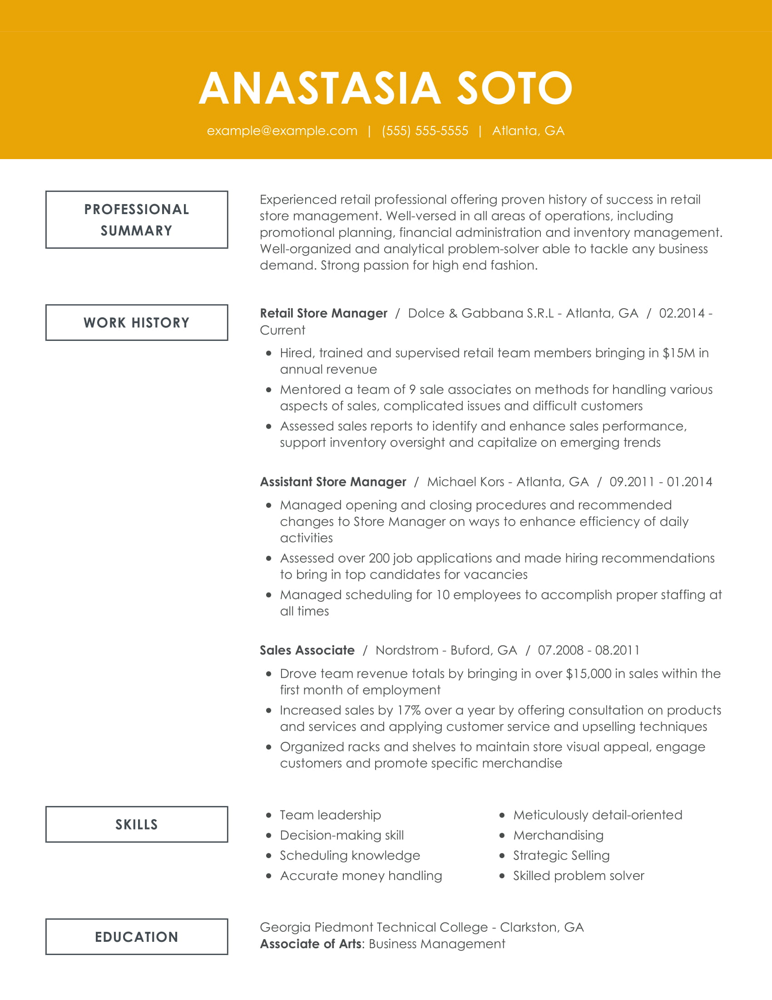 ANASTASIA SOTO
example@example.com | (555) 555-5555 | Atlanta, GA
PROFESSIONAL
SUMMARY
Experienced retail professional offering proven history of success in retail
store management. Well-versed in all areas of operations, including
promotional planning, financial administration and inventory management.
Well-organized and analytical problem-solver able to tackle any business
demand. Strong passion for high end fashion.
WORK HISTORY
Retail Store Manager / Dolce & Gabbana S.R.L - Atlanta, GA / 02.2014 -
Current
• Hired, trained and supervised retail team members bringing in $15M in
annual revenue
• Mentored a team of 9 sale associates on methods for handling various
aspects of sales, complicated issues and difficult customers
• Assessed sales reports to identify and enhance sales performance,
support inventory oversight and capitalize on emerging trends
Assistant Store Manager / Michael Kors - Atlanta, GA / 09.2011 - 01.2014
• Managed opening and closing procedures and recommended
changes to Store Manager on ways to enhance efficiency of daily
activities
• Assessed over 200 job applications and made hiring recommendations
to bring in top candidates for vacancies
• Managed scheduling for 10 employees to accomplish proper staffing at
all times
Sales Associate / Nordstrom - Buford, GA / 07.2008 - 08.2011
• Drove team revenue totals by bringing in over $15,000 in sales within the
first month of employment
• Increased sales by 17% over a year by offering consultation on products
and services and applying customer service and upselling techniques
• Organized racks and shelves to maintain store visual appeal, engage
customers and promote specific merchandise
SKILLS
• Team leadership
• Decision-making skill
• Scheduling knowledge
• Accurate money handling
• Meticulously detail-oriented
• Merchandising
• Strategic Selling
• Skilled problem solver
EDUCATION
Georgia Piedmont Technical College - Clarkston, GA
Associate of Arts: Business Management